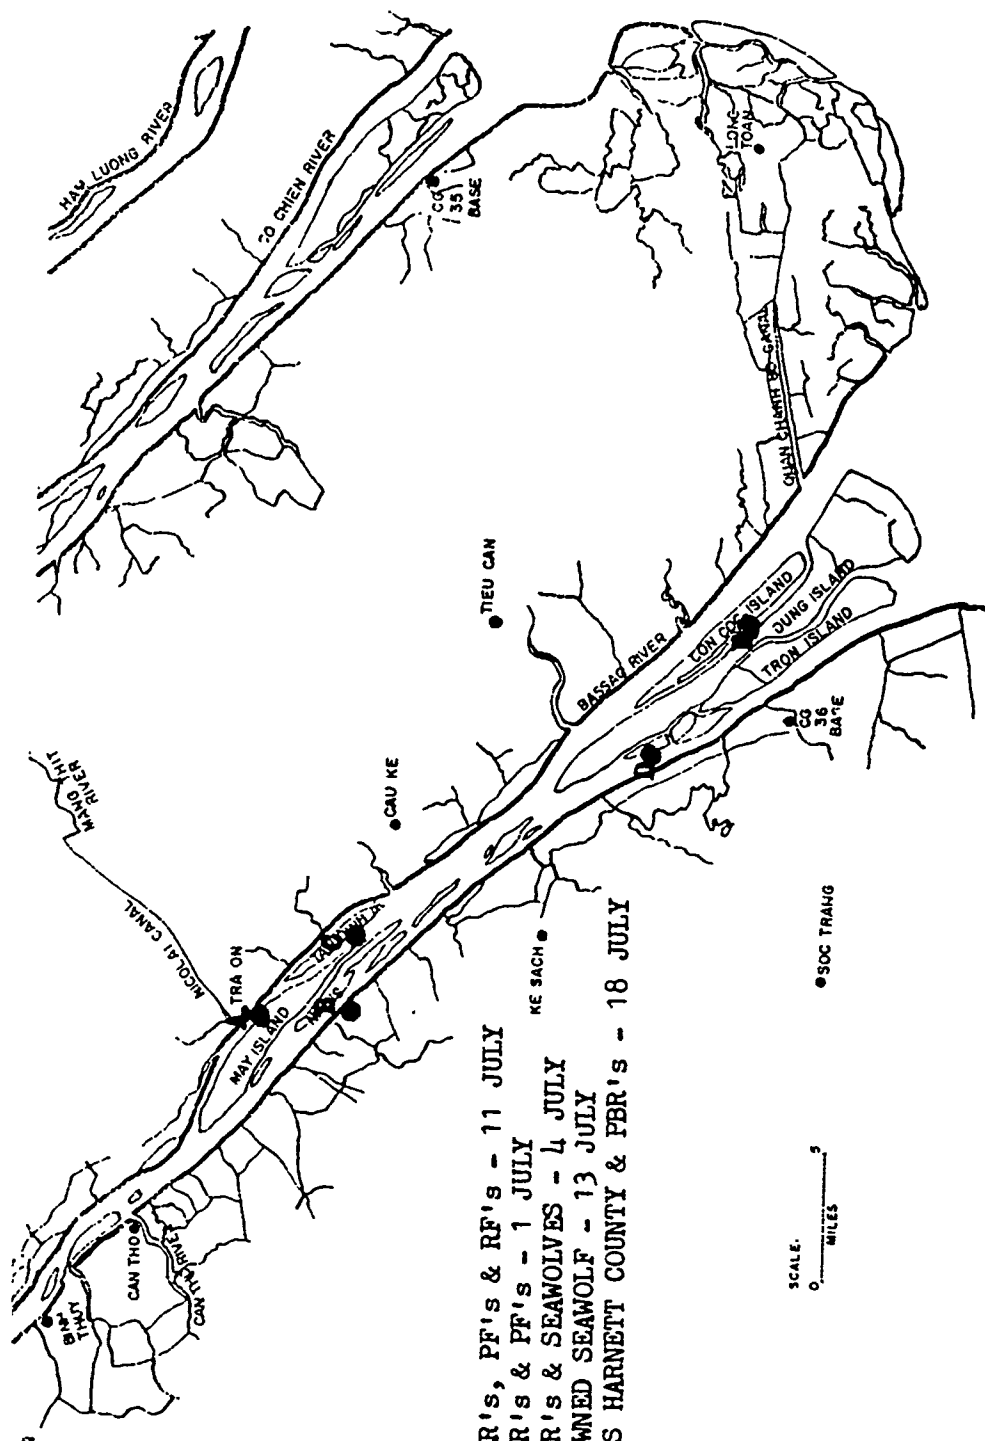 HAM LUONG RIVER
CO CHIEN RIVER
CG
35
BASE
LONG
TOAN
QUAN CHANH BO
TIEU CAN
BASSAC RIVER
CON COC ISLAND
DUNG ISLAND
TRON ISLAND
CG
36
BASE
D
MANG THIT
RIVER
NICOLAI CANAL
CAU KE
TRA ON
MAY ISLAND
KE SACH
SOC TRANG
BINH
THUY
CAN THO
CAN THO RIVER
R's, PF's & RF's - 11 JULY
R's & PF's - 1 JULY
R's & SEAWOLVES - 4 JULY
WNED SEAWOLF - 13 JULY
S HARNETT COUNTY & PBR's - 18 JULY
SCALE.
0 5
MILES